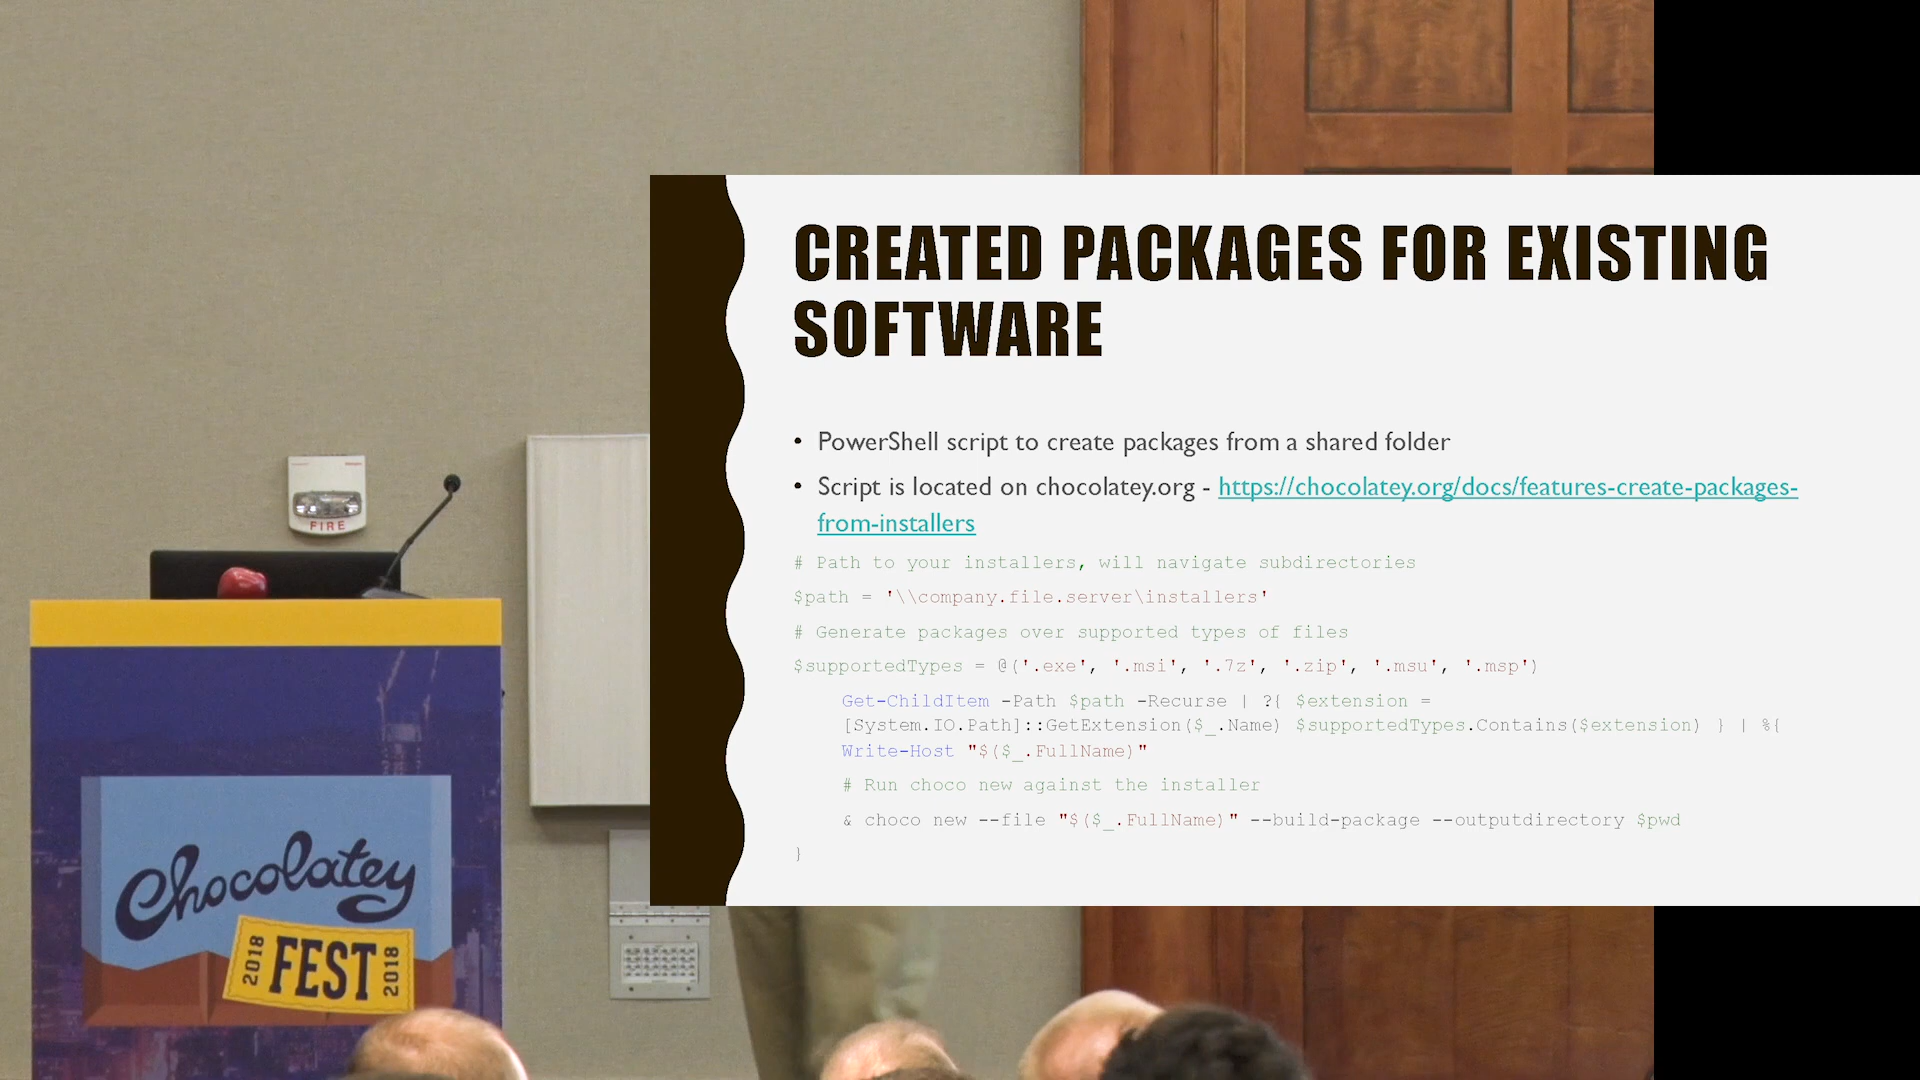 CREATED PACKAGES FOR EXISTING
SOFTWARE
• PowerShell script to create packages from a shared folder
• Script is located on chocolatey.org - https://chocolatey.org/docs/features-create-packages-
from-installers
# Path to your installers, will navigate subdirectories
$path = '\\company.file.server\installers'
# Generate packages over supported types of files
$supportedTypes = @('.exe', '.msi', '.7z', '.zip', '.msu', '.msp')
Get-ChildItem -Path $path -Recurse | ?{ $extension =
[System.IO.Path]::GetExtension($_.Name) $supportedTypes.Contains($extension) } | %{
Write-Host "$($_.FullName)"
# Run choco new against the installer
& choco new --file "$($_.FullName)" --build-package --outputdirectory $pwd
}
FIRE
Chocolatey
2018 FEST 2018